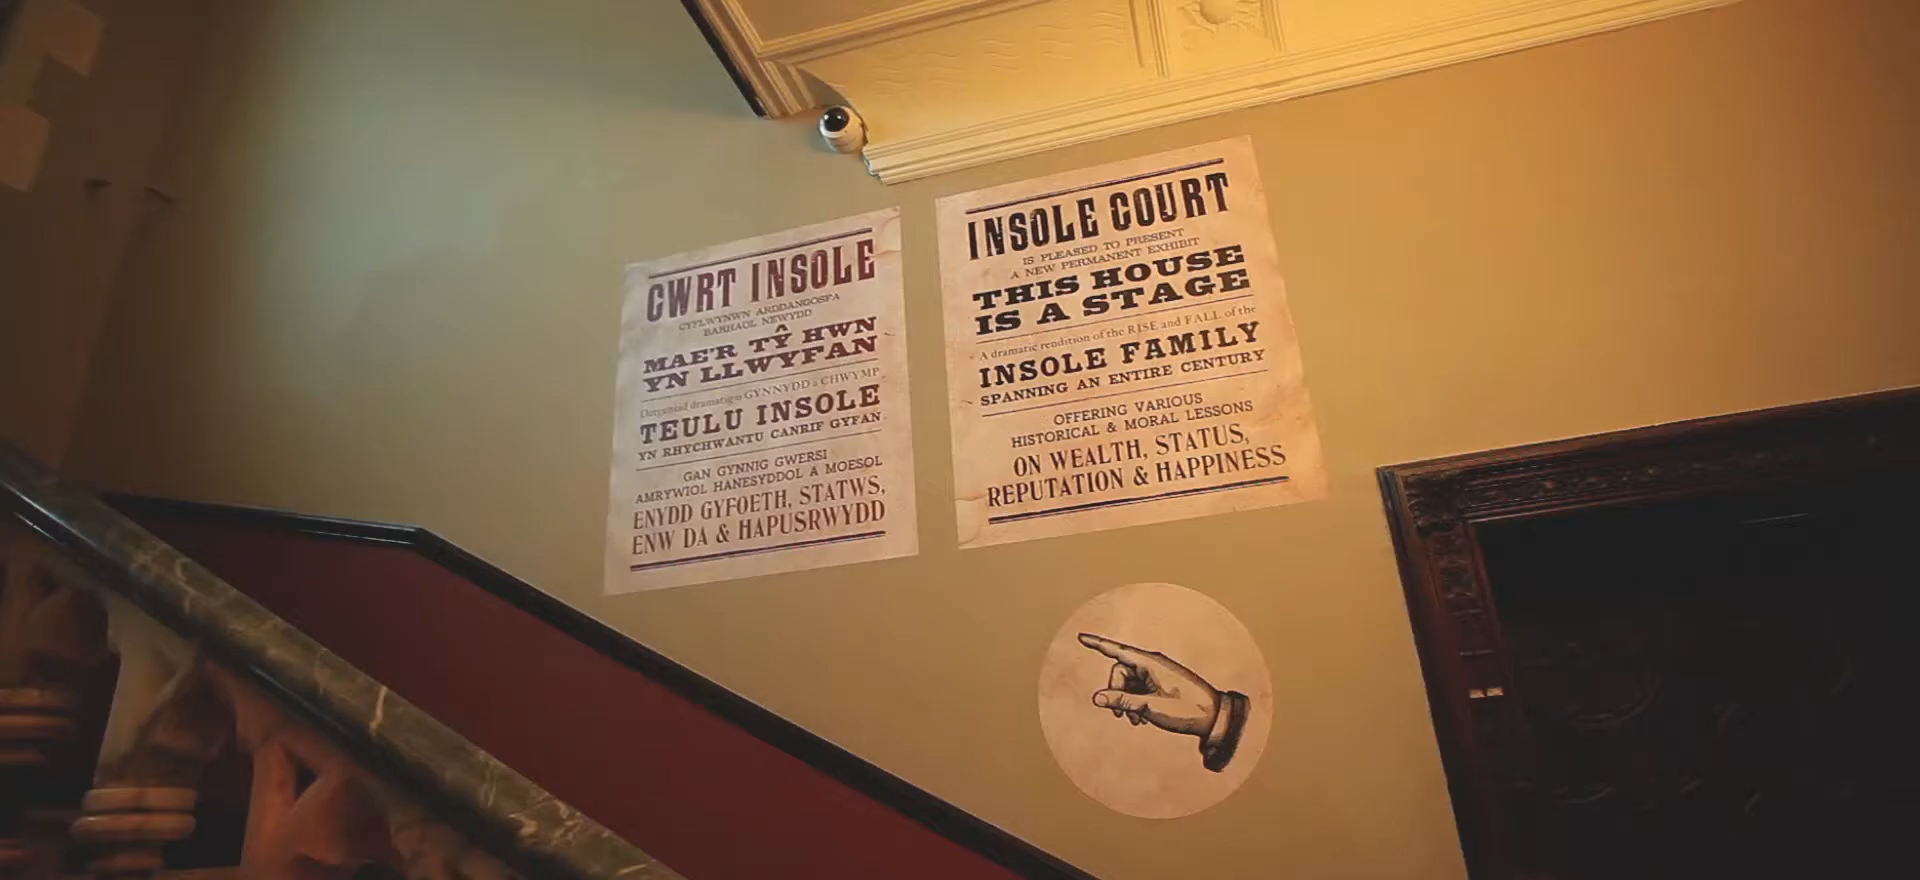 CWRT INSOLE
CYFLWYNWN ARDDANGOSFA
BARHAOL NEWYDD
MAE'R TŶ HWN
YN LLWYFAN
dramatig o GYNNYDD a CHWYMP
TEULU INSOLE
YN RHYCHWANTU CANRIF GYFAN
GAN GYNNIG GWERSI
AMRYWIOL HANESYDDOL A MOESOL
ENYDD GYFOETH, STATWS,
ENW DA & HAPUSRWYDD
INSOLE COURT
IS PLEASED TO PRESENT
A NEW PERMANENT EXHIBIT
THIS HOUSE
IS A STAGE
A dramatic rendition of the RISE and FALL of the
INSOLE FAMILY
SPANNING AN ENTIRE CENTURY
OFFERING VARIOUS
HISTORICAL & MORAL LESSONS
ON WEALTH, STATUS,
REPUTATION & HAPPINESS